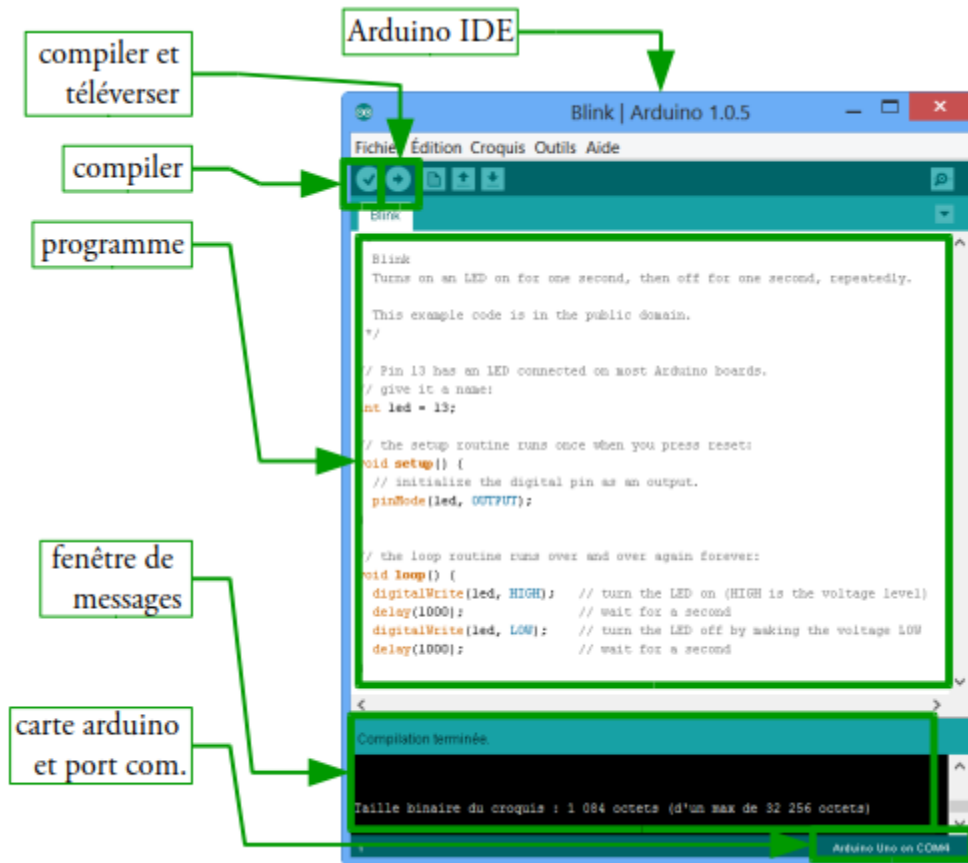 Arduino IDE
compiler et
téléverser
compiler
programme
fenêtre de
messages
carte arduino
et port com.
Blink | Arduino 1.0.5
Fichier Édition Croquis Outils Aide
Blink
Blink
Turns on an LED on for one second, then off for one second, repeatedly.
This example code is in the public domain.
*/
// Pin 13 has an LED connected on most Arduino boards.
// give it a name:
int led = 13;
// the setup routine runs once when you press reset:
void setup() {
// initialize the digital pin as an output.
pinMode(led, OUTPUT);
// the loop routine runs over and over again forever:
void loop() {
digitalWrite(led, HIGH); // turn the LED on (HIGH is the voltage level)
delay(1000); // wait for a second
digitalWrite(led, LOW); // turn the LED off by making the voltage LOW
delay(1000); // wait for a second
Compilation terminée.
Taille binaire du croquis : 1 084 octets (d'un max de 32 256 octets)
1
Arduino Uno on COM4